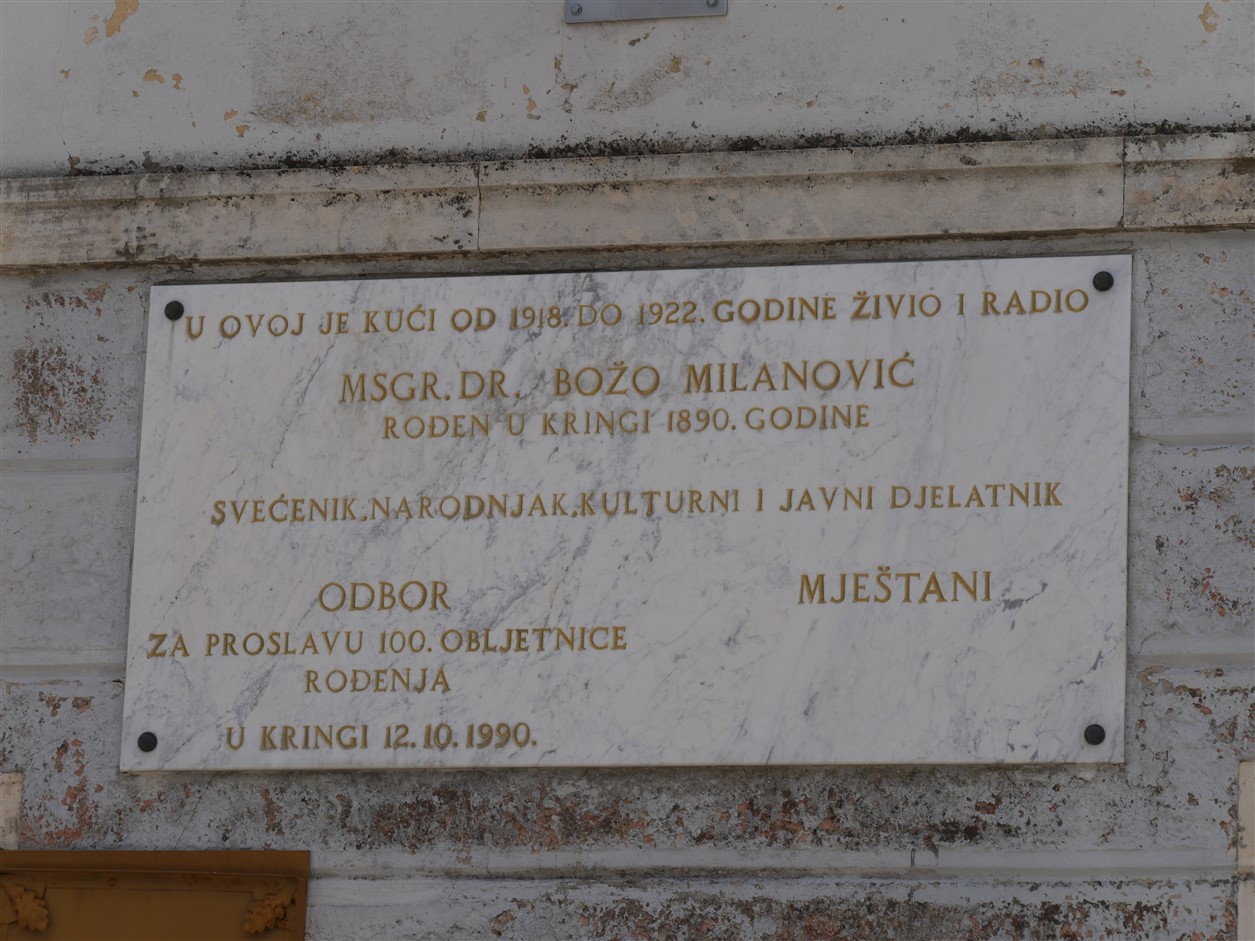 U OVOJ JE KUĆI OD 1918. DO 1922. GODINE ŽIVIO I RADIO
MSGR. DR. BOŽO MILANOVIĆ
ROĐEN U KRINGI 1890. GODINE
SVEĆENIK, NARODNJAK, KULTURNI I JAVNI DJELATNIK
ODBOR
ZA PROSLAVU 100. OBLJETNICE
ROĐENJA
U KRINGI 12.10.1990.
MJEŠTANI